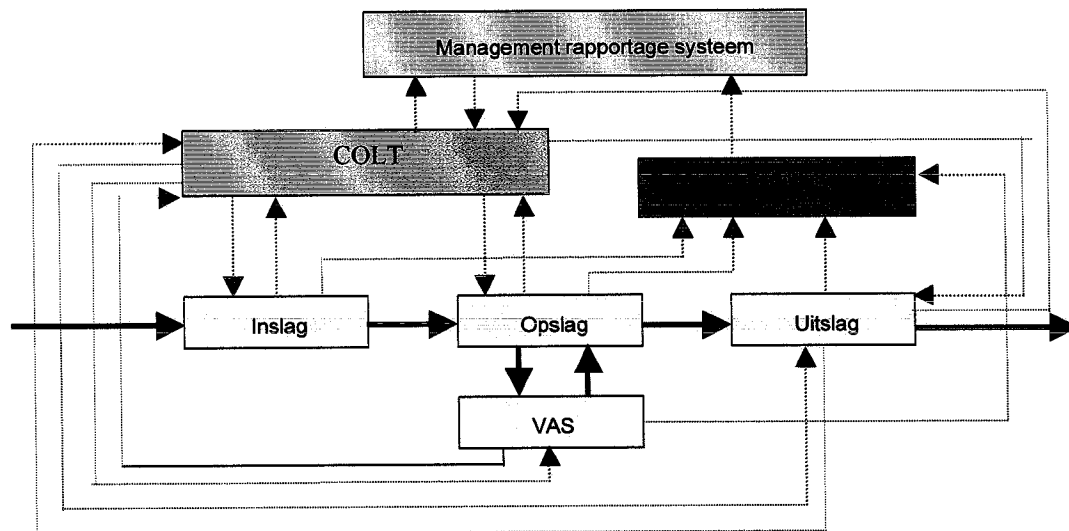 Management rapportage systeem
COLT
Inslag
Opslag
Uitslag
VAS